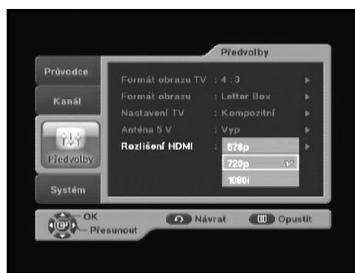 Předvolby
Průvodce
Kanál
Předvolby
Systém
Formát obrazu TV : 4 : 3
Formát obrazu : Letter Box
Nastavení TV : Kompozitní
Anténa 5 V : Vyp
Rozlišení HDMI : 576p
720p
1080i
OK
Přesunout
Návrat
Opustit